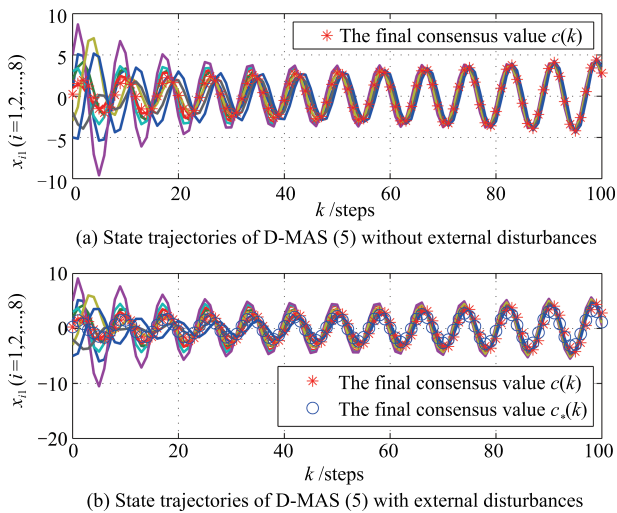 10
5
0
−5
−10
x_{i1} (i=1,2,...,8)
The final consensus value c(k)
0 20 40 60 80 100
k /steps
(a) State trajectories of D-MAS (5) without external disturbances
10
0
−10
−20
x_{i1} (i=1,2,...,8)
The final consensus value c(k)
The final consensus value c_*(k)
0 20 40 60 80 100
k /steps
(b) State trajectories of D-MAS (5) with external disturbances